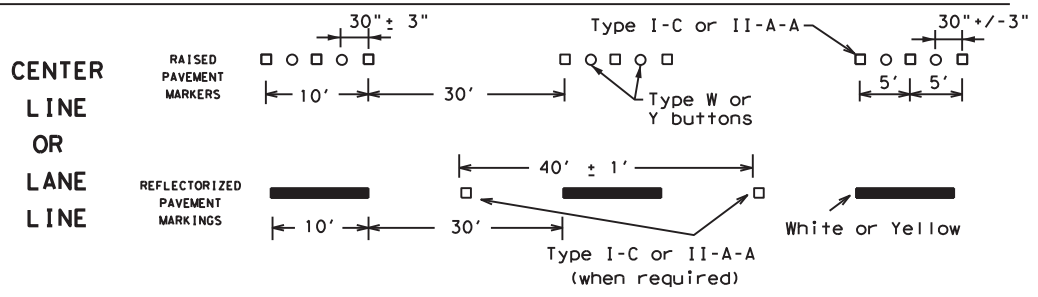 CENTER
LINE
OR
LANE
LINE
RAISED
PAVEMENT
MARKERS
30"± 3"
10'
30'
Type I-C or II-A-A
Type W or
Y buttons
30"+/-3"
5'
5'
REFLECTORIZED
PAVEMENT
MARKINGS
40' ± 1'
10'
30'
Type I-C or II-A-A
(when required)
White or Yellow